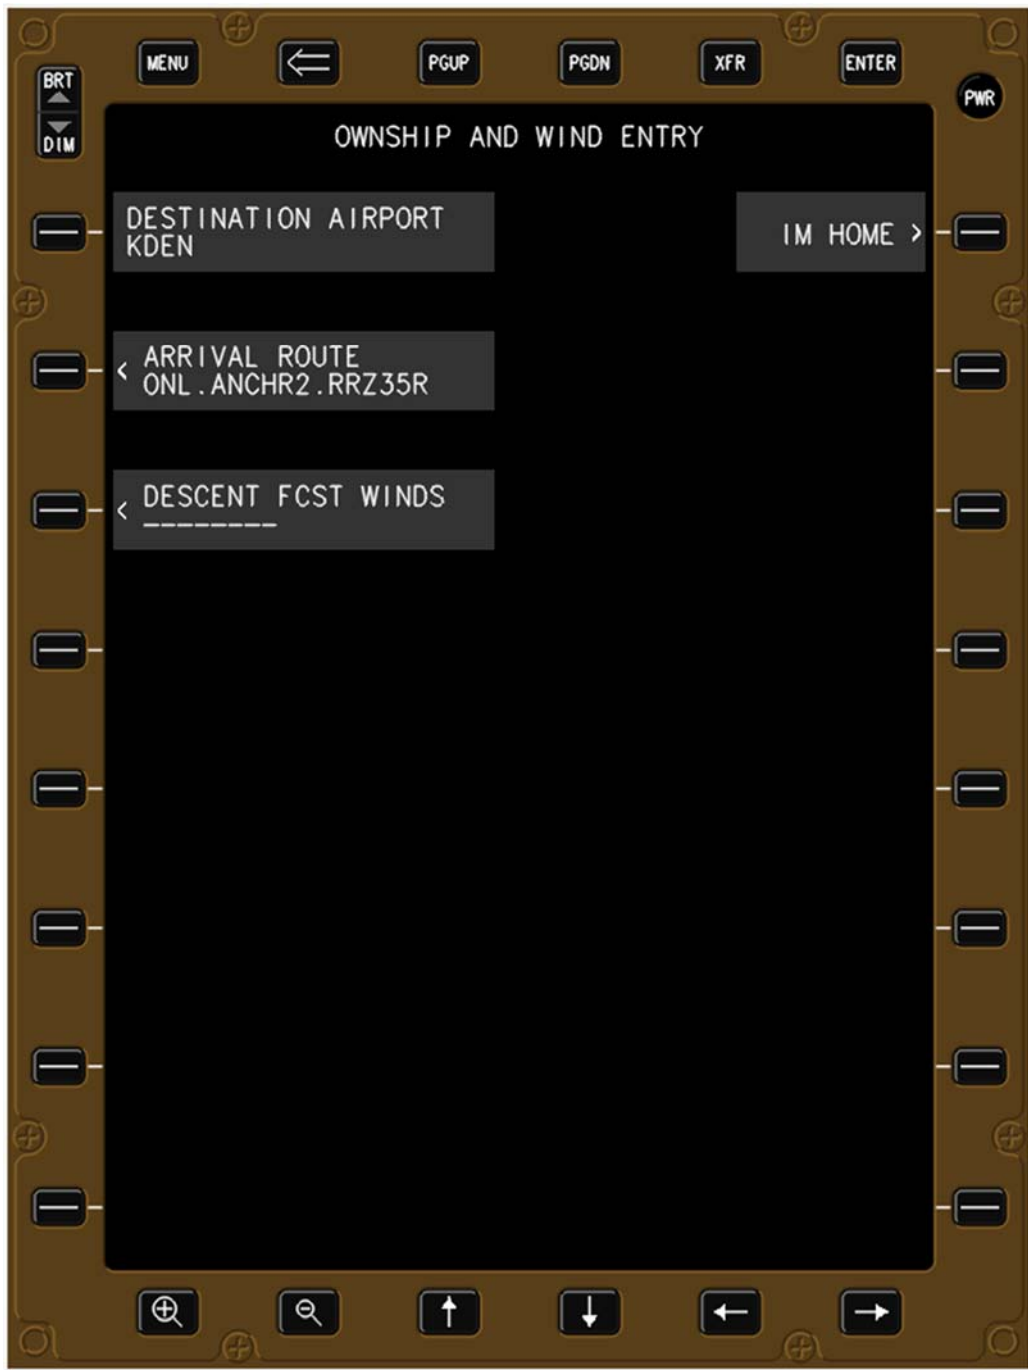 MENU
PGUP
PGDN
XFR
ENTER
BRT
DIM
PWR
OWNSHIP AND WIND ENTRY
DESTINATION AIRPORT
KDEN
IM HOME >
< ARRIVAL ROUTE
ONL.ANCHR2.RRZ35R
< DESCENT FCST WINDS
________